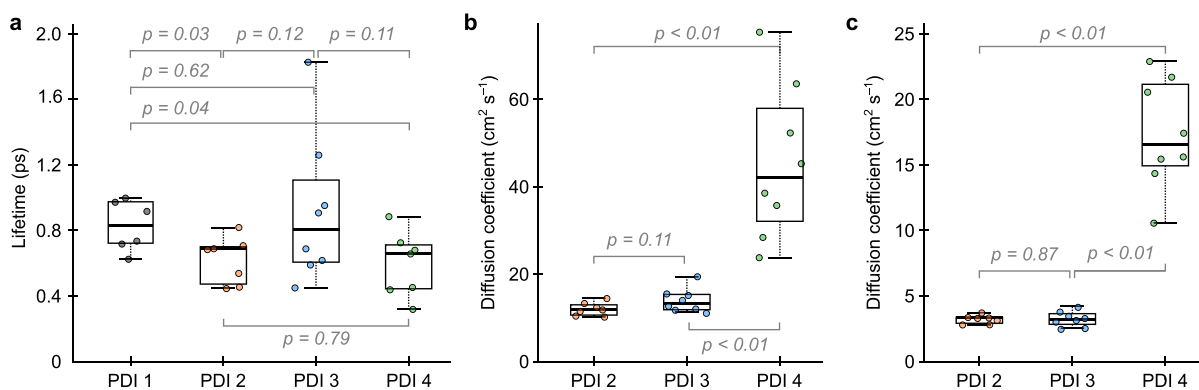 a
b
c
2.0
1.6
1.2
0.8
0.4
0
Lifetime (ps)
p = 0.03
p = 0.12
p = 0.11
p = 0.62
p = 0.04
p = 0.79
PDI 1
PDI 2
PDI 3
PDI 4
60
40
20
0
Diffusion coefficient (cm² s⁻¹)
p < 0.01
p = 0.11
p < 0.01
PDI 2
PDI 3
PDI 4
25
20
15
10
5
0
Diffusion coefficient (cm² s⁻¹)
p < 0.01
p = 0.87
p < 0.01
PDI 2
PDI 3
PDI 4